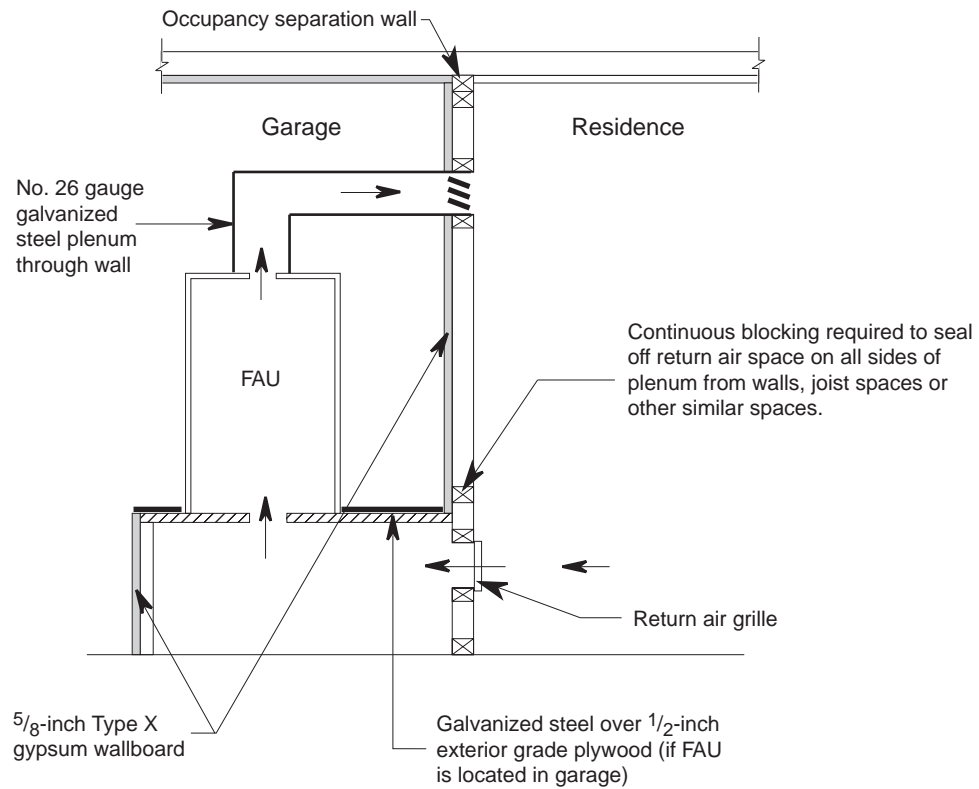 Occupancy separation wall
Garage
Residence
No. 26 gauge
galvanized
steel plenum
through wall
Continuous blocking required to seal
off return air space on all sides of
plenum from walls, joist spaces or
other similar spaces.
FAU
Return air grille
5/8-inch Type X
gypsum wallboard
Galvanized steel over 1/2-inch
exterior grade plywood (if FAU
is located in garage)